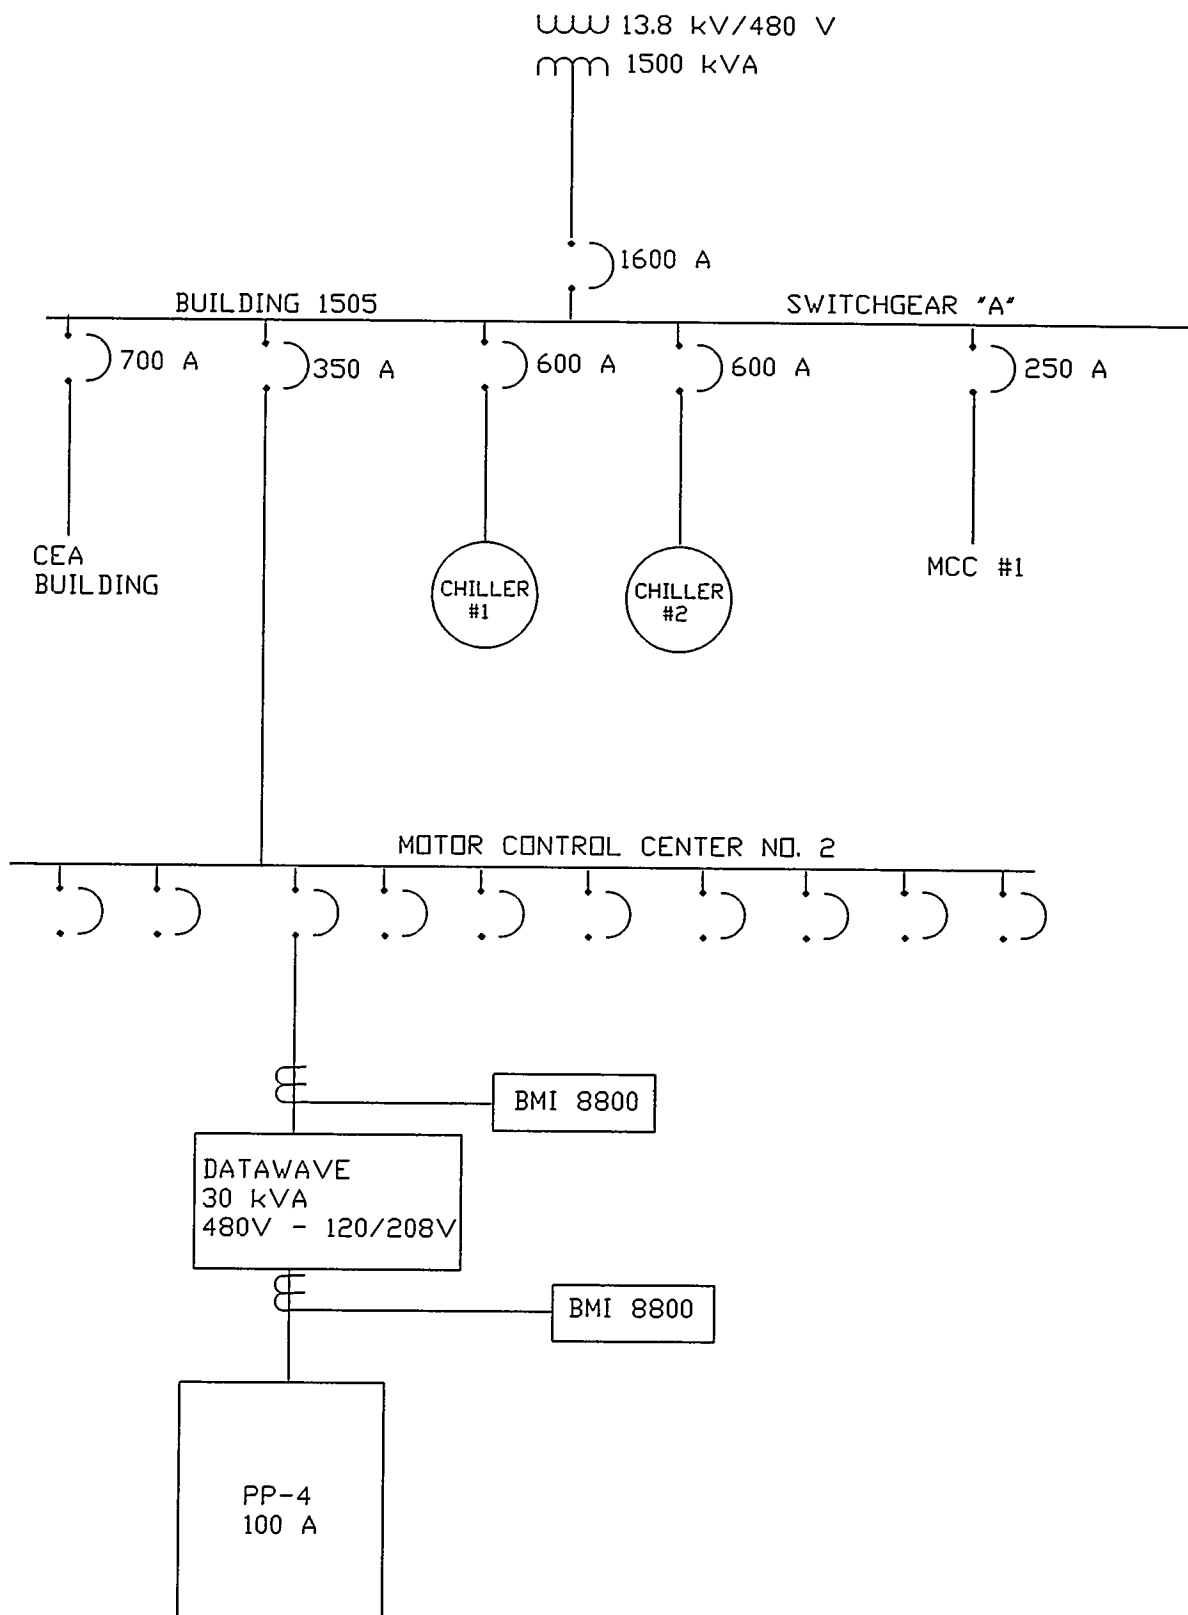 13.8 kV/480 V
1500 kVA
1600 A
BUILDING 1505
SWITCHGEAR "A"
700 A
350 A
600 A
600 A
250 A
CEA
BUILDING
CHILLER
#1
CHILLER
#2
MCC #1
MOTOR CONTROL CENTER NO. 2
BMI 8800
DATAWAVE
30 kVA
480V - 120/208V
BMI 8800
PP-4
100 A